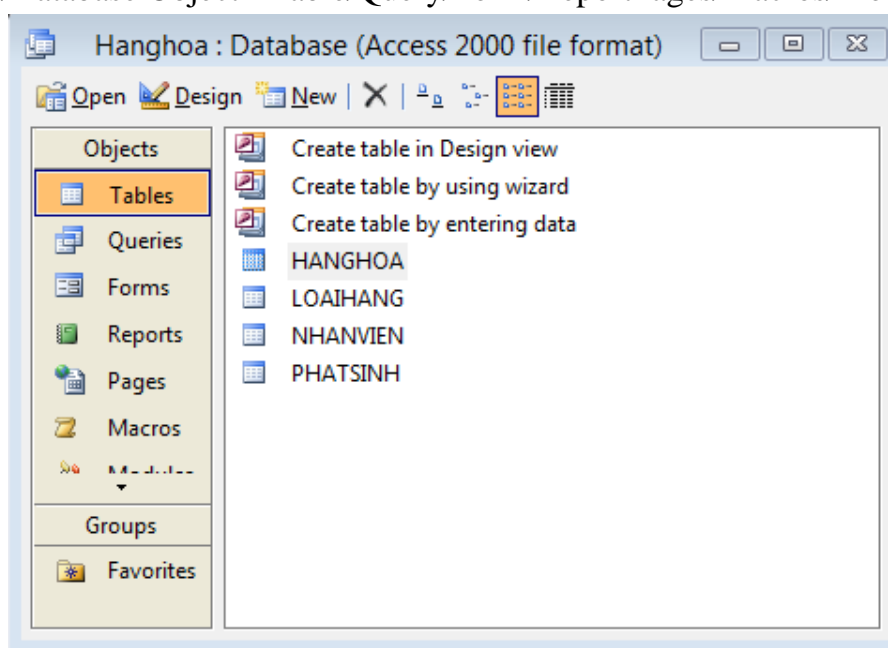 Hanghoa : Database (Access 2000 file format)
Open Design New
Objects
Tables
Queries
Forms
Reports
Pages
Macros
Groups
Favorites
Create table in Design view
Create table by using wizard
Create table by entering data
HANGHOA
LOAIHANG
NHANVIEN
PHATSINH